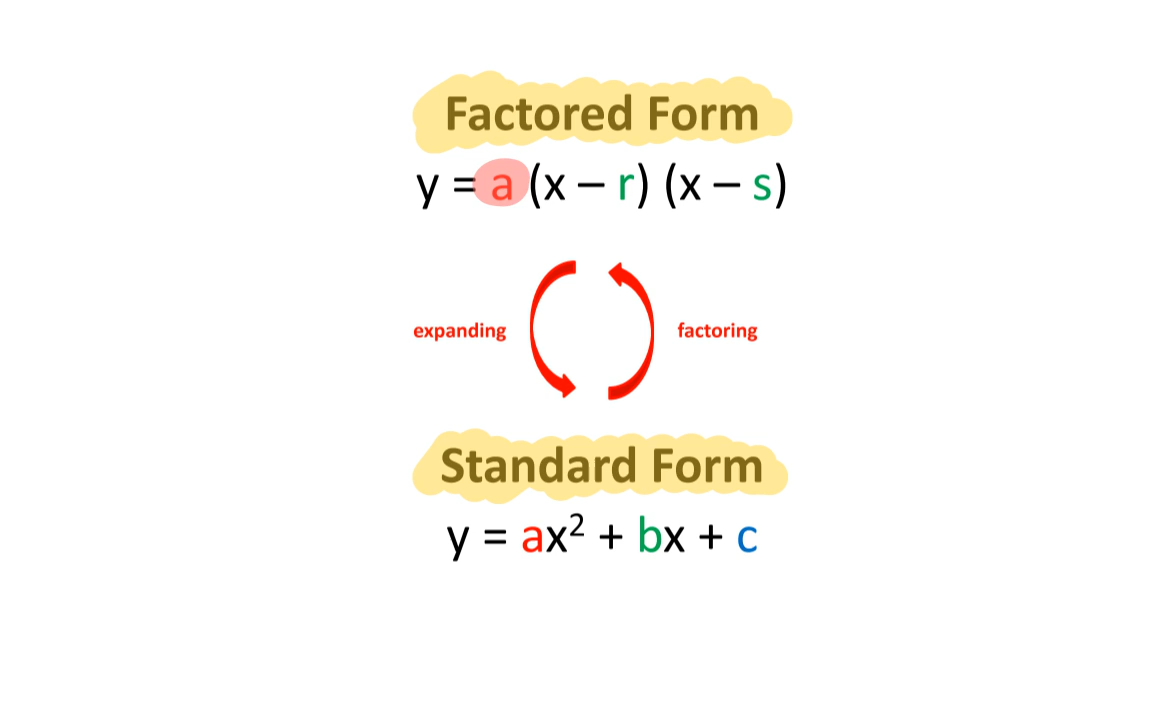 Factored Form
y = a (x – r) (x – s)
expanding
factoring
Standard Form
y = ax² + bx + c